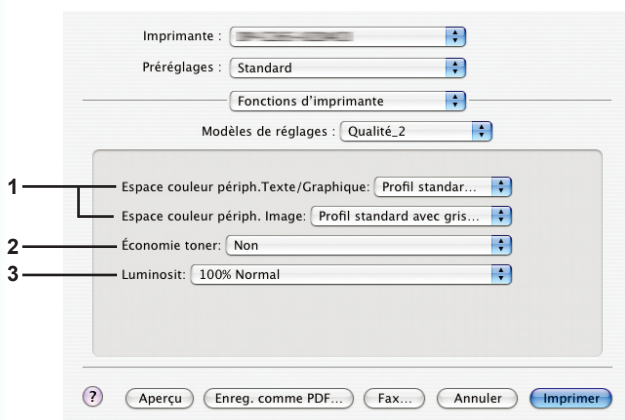 Imprimante :
Préréglages : Standard
Fonctions d'imprimante
Modèles de réglages : Qualité_2
1 Espace couleur périph.Texte/Graphique: Profil standar...
Espace couleur périph. Image: Profil standard avec gris...
2 Économie toner: Non
3 Luminosit: 100% Normal
? Aperçu Enreg. comme PDF... Fax... Annuler Imprimer